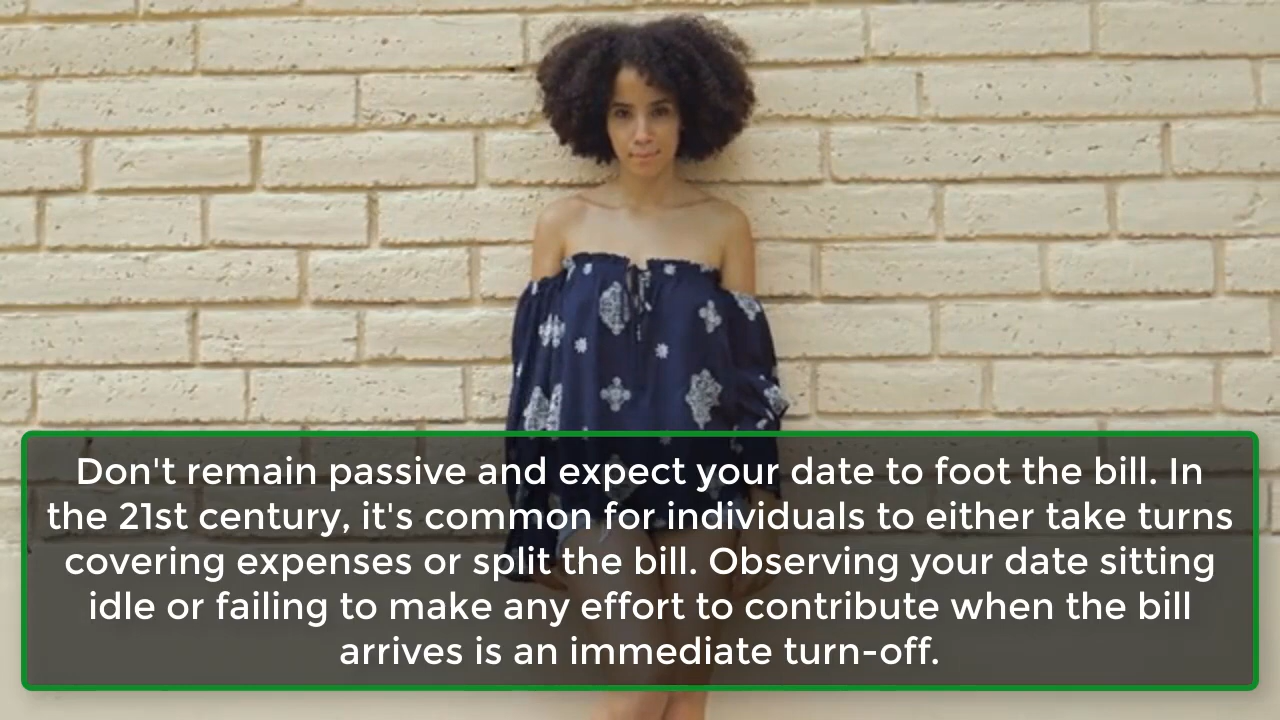 Don't remain passive and expect your date to foot the bill. In
the 21st century, it's common for individuals to either take turns
covering expenses or split the bill. Observing your date sitting
idle or failing to make any effort to contribute when the bill
arrives is an immediate turn-off.